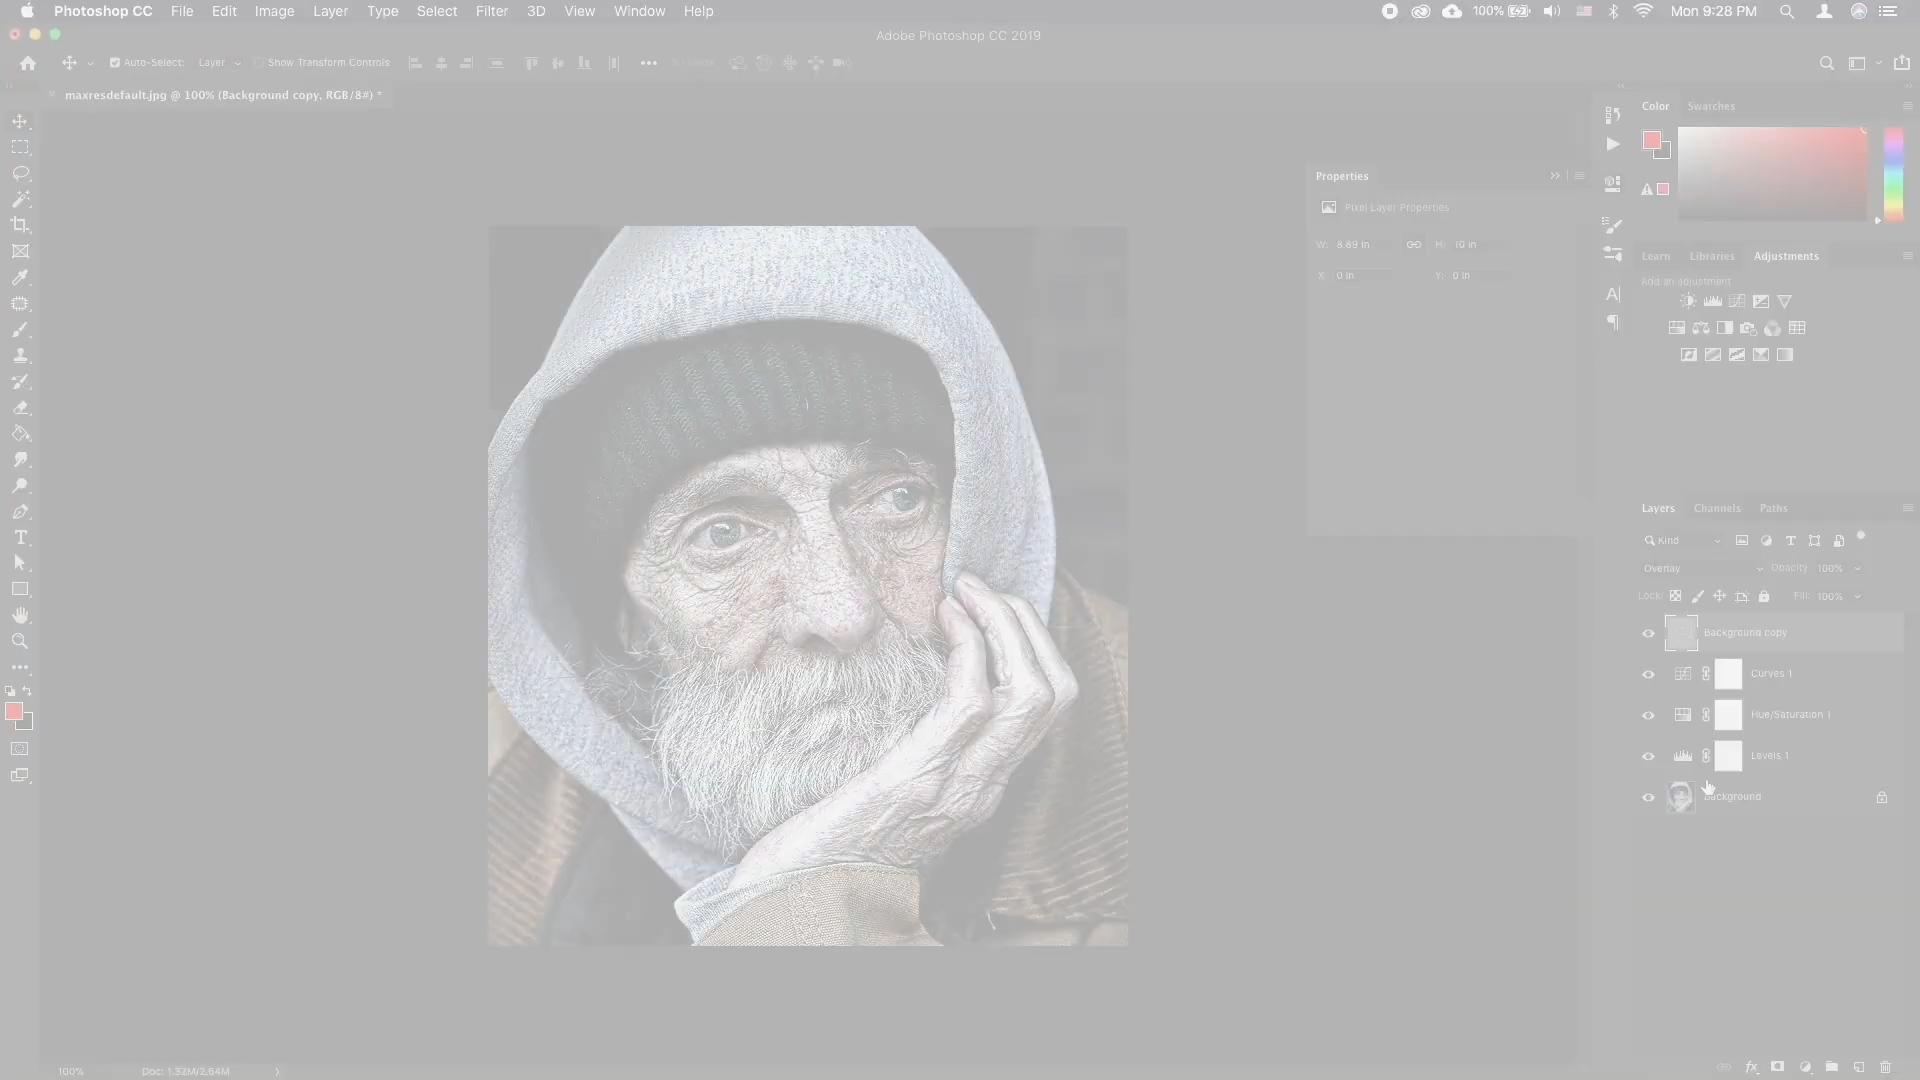 Photoshop CC File Edit Image Layer Type Select Filter 3D View Window Help 100% Mon 9:28 PM
Adobe Photoshop CC 2019
Auto-Select: Layer Show Transform Controls
maxresdefault.jpg @ 100% (Background copy, RGB/8#) *
Color Swatches
Properties
Pixel Layer Properties
W: 8.89 in H: 10 in
X: 0 in Y: 0 in
Learn Libraries Adjustments
Add an adjustment
Layers Channels Paths
Kind
Overlay Opacity: 100%
Lock: Fill: 100%
Background copy
Curves 1
Hue/Saturation 1
Levels 1
Background
100% Doc: 1.32M/2.64M